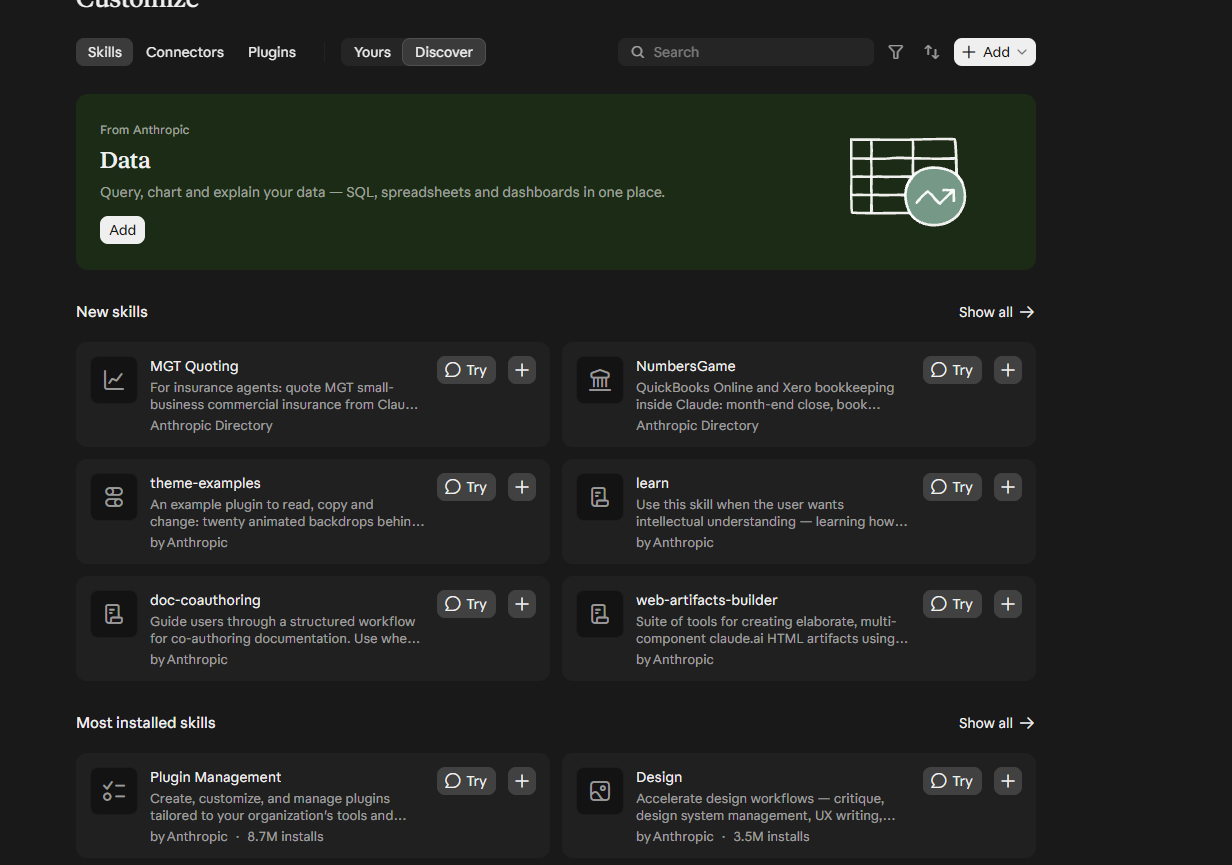 Customize
Skills
Connectors
Plugins
Yours
Discover
Search
Add
From Anthropic
Data
Query, chart and explain your data — SQL, spreadsheets and dashboards in one place.
Add
New skills
Show all
MGT Quoting
For insurance agents: quote MGT small-
business commercial insurance from Clau...
Anthropic Directory
Try
NumbersGame
QuickBooks Online and Xero bookkeeping
inside Claude: month-end close, book...
Anthropic Directory
Try
theme-examples
An example plugin to read, copy and
change: twenty animated backdrops behin...
by Anthropic
Try
learn
Use this skill when the user wants
intellectual understanding — learning how...
by Anthropic
Try
doc-coauthoring
Guide users through a structured workflow
for co-authoring documentation. Use whe...
by Anthropic
Try
web-artifacts-builder
Suite of tools for creating elaborate, multi-
component claude.ai HTML artifacts using...
by Anthropic
Try
Most installed skills
Show all
Plugin Management
Create, customize, and manage plugins
tailored to your organization's tools and...
by Anthropic · 8.7M installs
Try
Design
Accelerate design workflows — critique,
design system management, UX writing,...
by Anthropic · 3.5M installs
Try